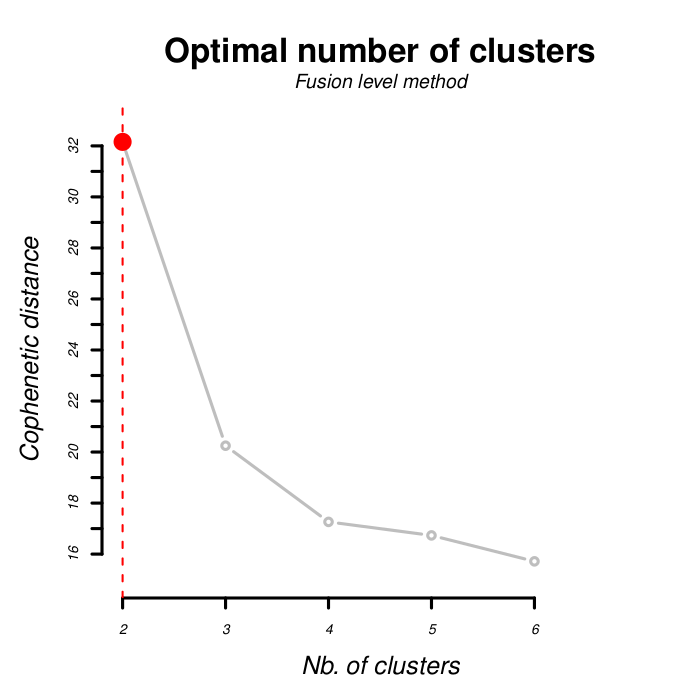 Optimal number of clusters
Fusion level method
Cophenetic distance
32
30
28
26
24
22
20
18
16
2 3 4 5 6
Nb. of clusters